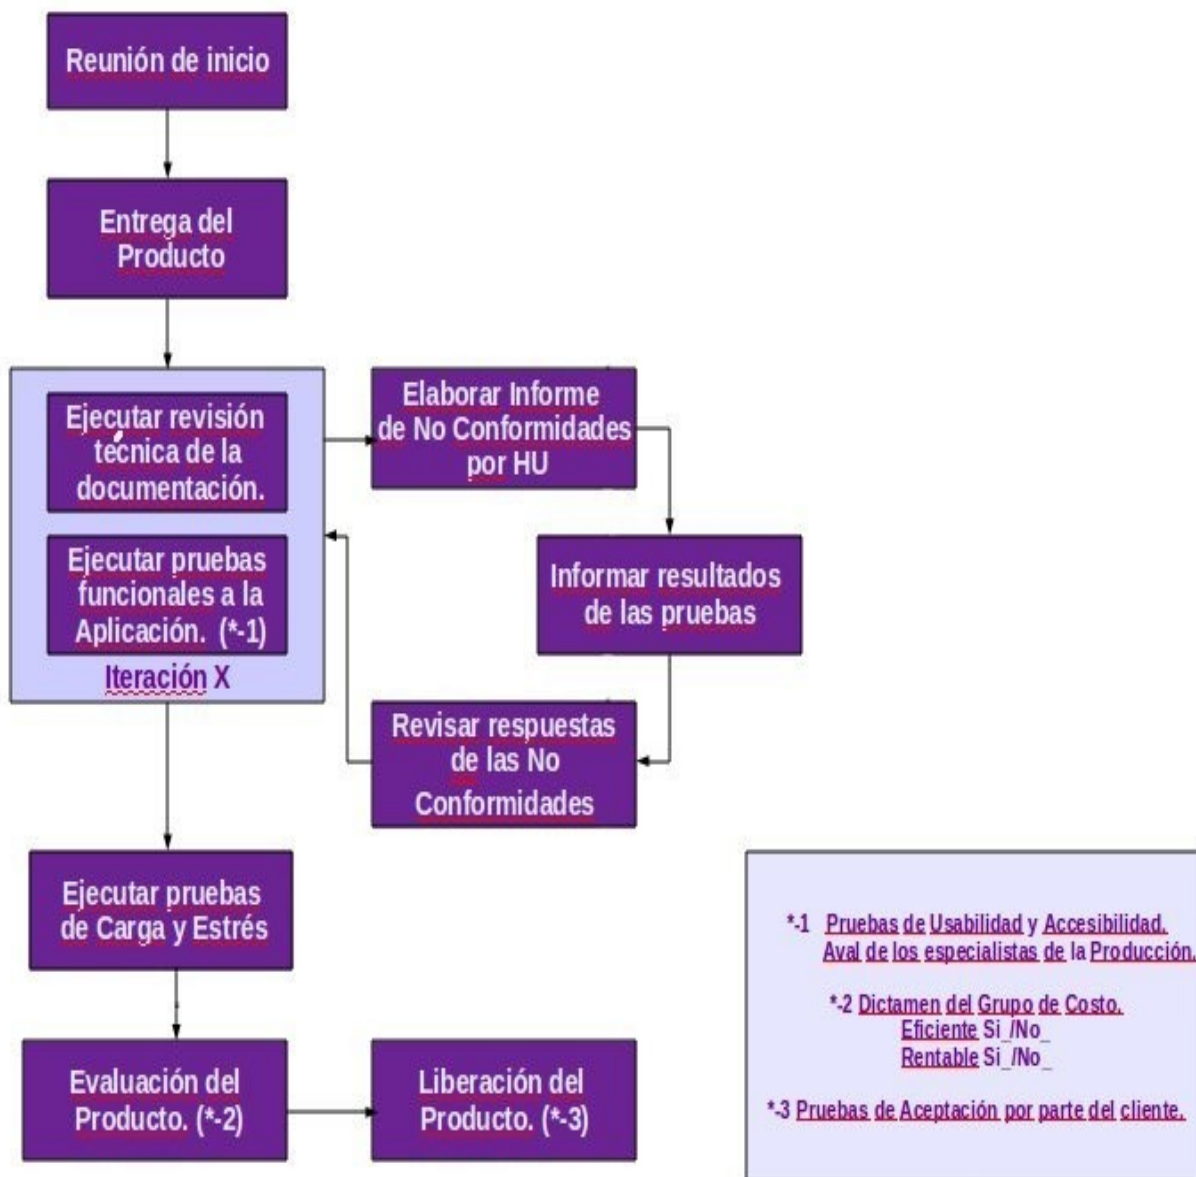 Reunión de inicio
Entrega del
Producto
Ejecutar revisión
técnica de la
documentación.
Ejecutar pruebas
funcionales a la
Aplicación. (*-1)
Iteración X
Elaborar Informe
de No Conformidades
por HU
Informar resultados
de las pruebas
Revisar respuestas
de las No
Conformidades
Ejecutar pruebas
de Carga y Estrés
Evaluación del
Producto. (*-2)
Liberación del
Producto. (*-3)
*-1 Pruebas de Usabilidad y Accesibilidad.
Aval de los especialistas de la Producción.
*-2 Dictamen del Grupo de Costo.
Eficiente Si_/No_
Rentable Si_/No_
*-3 Pruebas de Aceptación por parte del cliente.